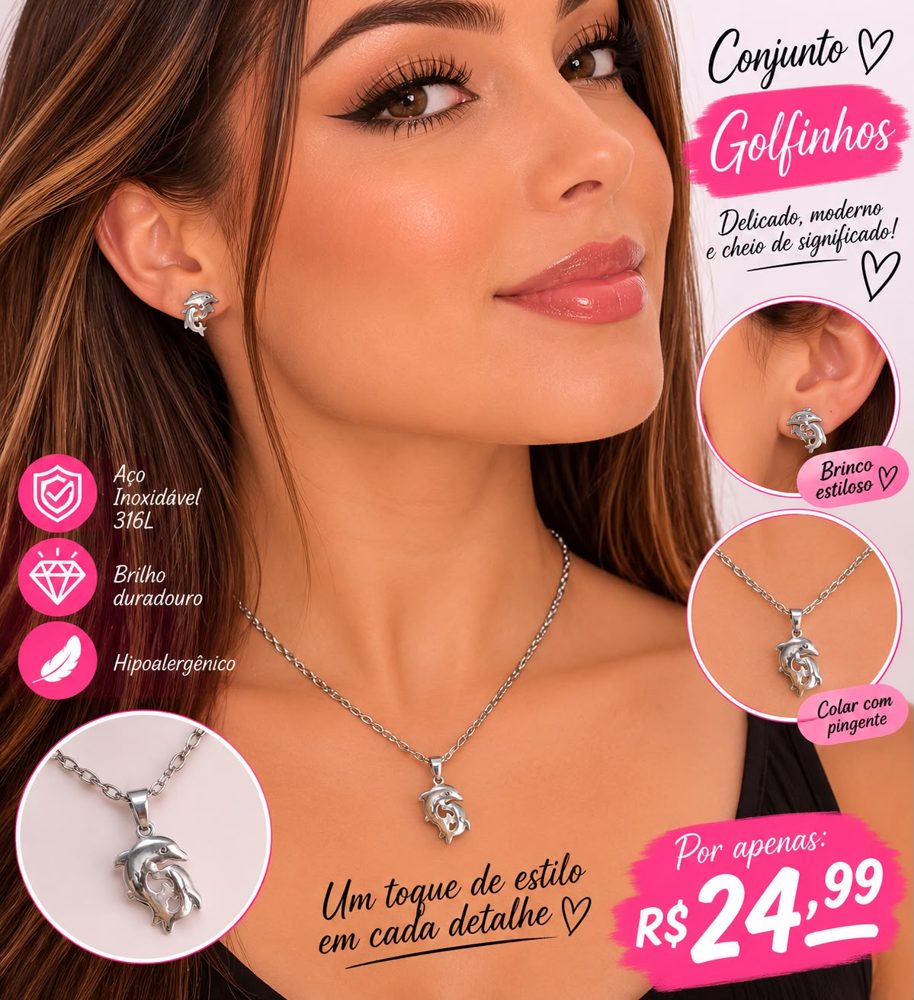 Conjunto
Golfinhos
Delicado, moderno
e cheio de significado!
Brinco
estiloso
Aço
Inoxidável
316L
Brilho
duradouro
Hipoalergênico
Colar com
pingente
Um toque de estilo
em cada detalhe
Por apenas:
R$24,99